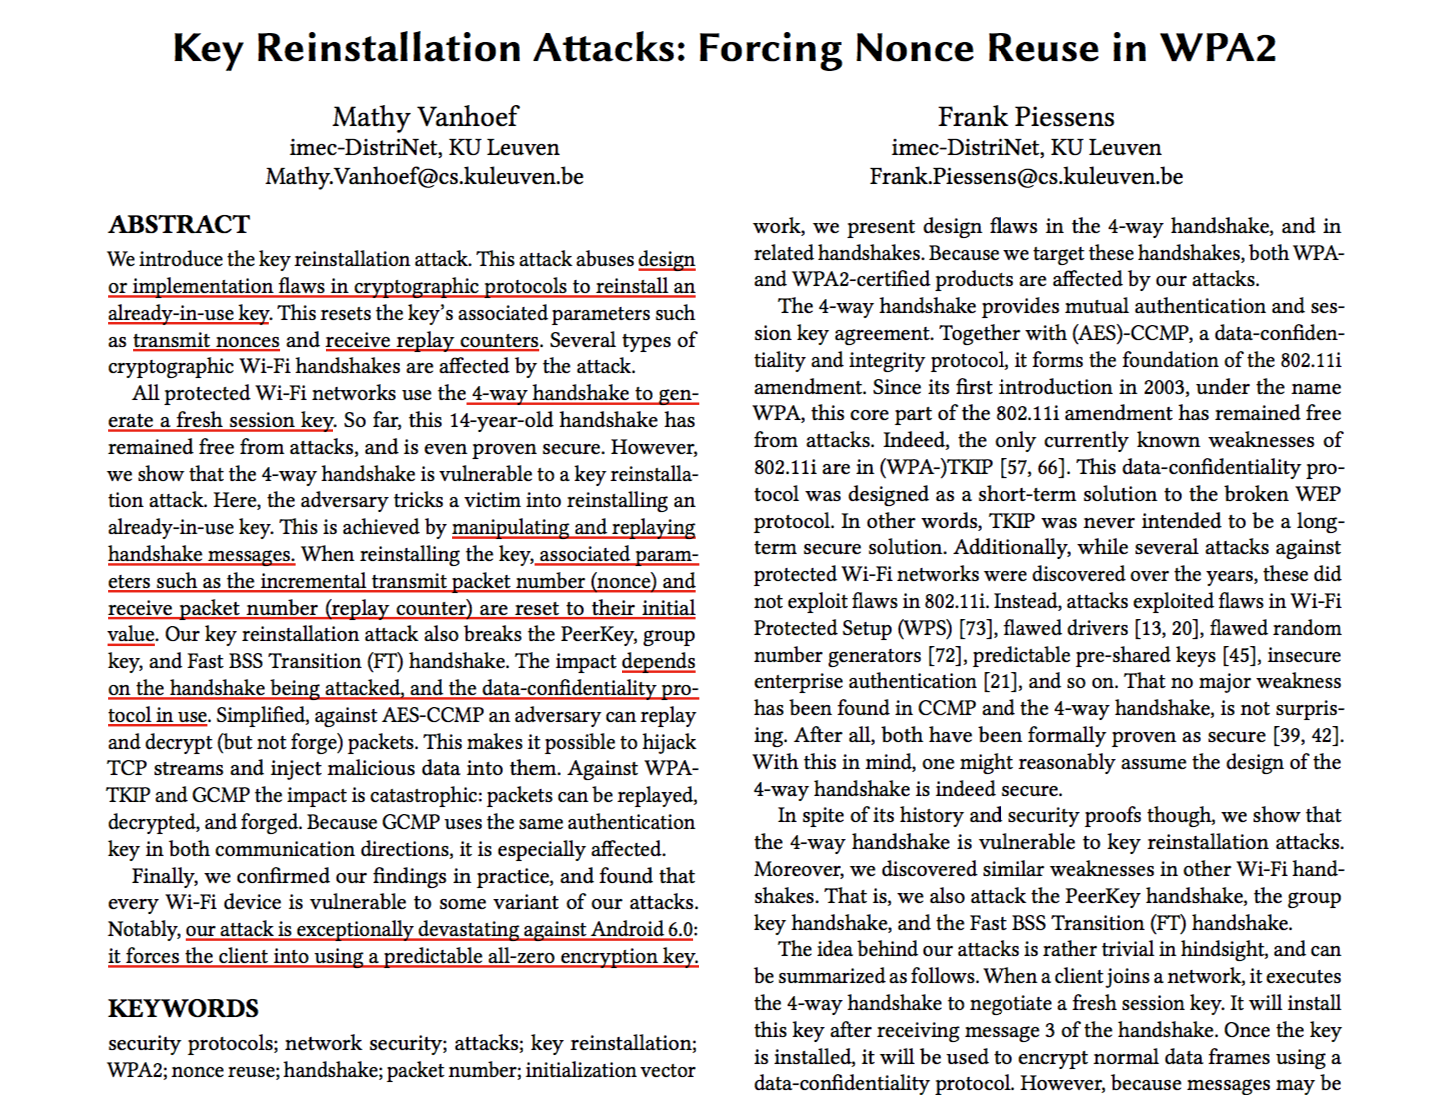 Key Reinstallation Attacks: Forcing Nonce Reuse in WPA2
Mathy Vanhoef
imec-DistriNet, KU Leuven
Mathy.Vanhoef@cs.kuleuven.be
Frank Piessens
imec-DistriNet, KU Leuven
Frank.Piessens@cs.kuleuven.be
ABSTRACT
We introduce the key reinstallation attack. This attack abuses design
or implementation flaws in cryptographic protocols to reinstall an
already-in-use key. This resets the key's associated parameters such
as transmit nonces and receive replay counters. Several types of
cryptographic Wi-Fi handshakes are affected by the attack.
All protected Wi-Fi networks use the 4-way handshake to gen-
erate a fresh session key. So far, this 14-year-old handshake has
remained free from attacks, and is even proven secure. However,
we show that the 4-way handshake is vulnerable to a key reinstalla-
tion attack. Here, the adversary tricks a victim into reinstalling an
already-in-use key. This is achieved by manipulating and replaying
handshake messages. When reinstalling the key, associated param-
eters such as the incremental transmit packet number (nonce) and
receive packet number (replay counter) are reset to their initial
value. Our key reinstallation attack also breaks the PeerKey, group
key, and Fast BSS Transition (FT) handshake. The impact depends
on the handshake being attacked, and the data-confidentiality pro-
tocol in use. Simplified, against AES-CCMP an adversary can replay
and decrypt (but not forge) packets. This makes it possible to hijack
TCP streams and inject malicious data into them. Against WPA-
TKIP and GCMP the impact is catastrophic: packets can be replayed,
decrypted, and forged. Because GCMP uses the same authentication
key in both communication directions, it is especially affected.
Finally, we confirmed our findings in practice, and found that
every Wi-Fi device is vulnerable to some variant of our attacks.
Notably, our attack is exceptionally devastating against Android 6.0:
it forces the client into using a predictable all-zero encryption key.
KEYWORDS
security protocols; network security; attacks; key reinstallation;
WPA2; nonce reuse; handshake; packet number; initialization vector
work, we present design flaws in the 4-way handshake, and in
related handshakes. Because we target these handshakes, both WPA-
and WPA2-certified products are affected by our attacks.
The 4-way handshake provides mutual authentication and ses-
sion key agreement. Together with (AES)-CCMP, a data-confiden-
tiality and integrity protocol, it forms the foundation of the 802.11i
amendment. Since its first introduction in 2003, under the name
WPA, this core part of the 802.11i amendment has remained free
from attacks. Indeed, the only currently known weaknesses of
802.11i are in (WPA-)TKIP [57, 66]. This data-confidentiality pro-
tocol was designed as a short-term solution to the broken WEP
protocol. In other words, TKIP was never intended to be a long-
term secure solution. Additionally, while several attacks against
protected Wi-Fi networks were discovered over the years, these did
not exploit flaws in 802.11i. Instead, attacks exploited flaws in Wi-Fi
Protected Setup (WPS) [73], flawed drivers [13, 20], flawed random
number generators [72], predictable pre-shared keys [45], insecure
enterprise authentication [21], and so on. That no major weakness
has been found in CCMP and the 4-way handshake, is not surpris-
ing. After all, both have been formally proven as secure [39, 42].
With this in mind, one might reasonably assume the design of the
4-way handshake is indeed secure.
In spite of its history and security proofs though, we show that
the 4-way handshake is vulnerable to key reinstallation attacks.
Moreover, we discovered similar weaknesses in other Wi-Fi hand-
shakes. That is, we also attack the PeerKey handshake, the group
key handshake, and the Fast BSS Transition (FT) handshake.
The idea behind our attacks is rather trivial in hindsight, and can
be summarized as follows. When a client joins a network, it executes
the 4-way handshake to negotiate a fresh session key. It will install
this key after receiving message 3 of the handshake. Once the key
is installed, it will be used to encrypt normal data frames using a
data-confidentiality protocol. However, because messages may be